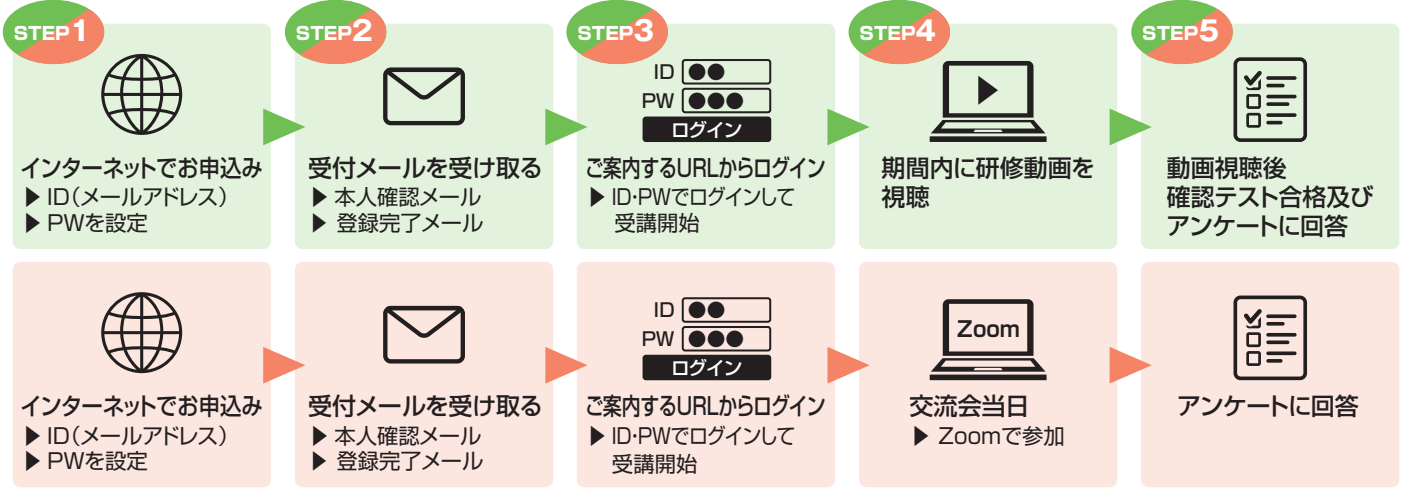 STEP1
インターネットでお申込み
▶ ID(メールアドレス)
▶ PWを設定
STEP2
受付メールを受け取る
▶ 本人確認メール
▶ 登録完了メール
STEP3
ID ●●
PW ●●●
ログイン
ご案内するURLからログイン
▶ ID・PWでログインして
受講開始
STEP4
期間内に研修動画を
視聴
STEP5
動画視聴後
確認テスト合格及び
アンケートに回答
インターネットでお申込み
▶ ID(メールアドレス)
▶ PWを設定
受付メールを受け取る
▶ 本人確認メール
▶ 登録完了メール
ID ●●
PW ●●●
ログイン
ご案内するURLからログイン
▶ ID・PWでログインして
受講開始
Zoom
交流会当日
▶ Zoomで参加
アンケートに回答